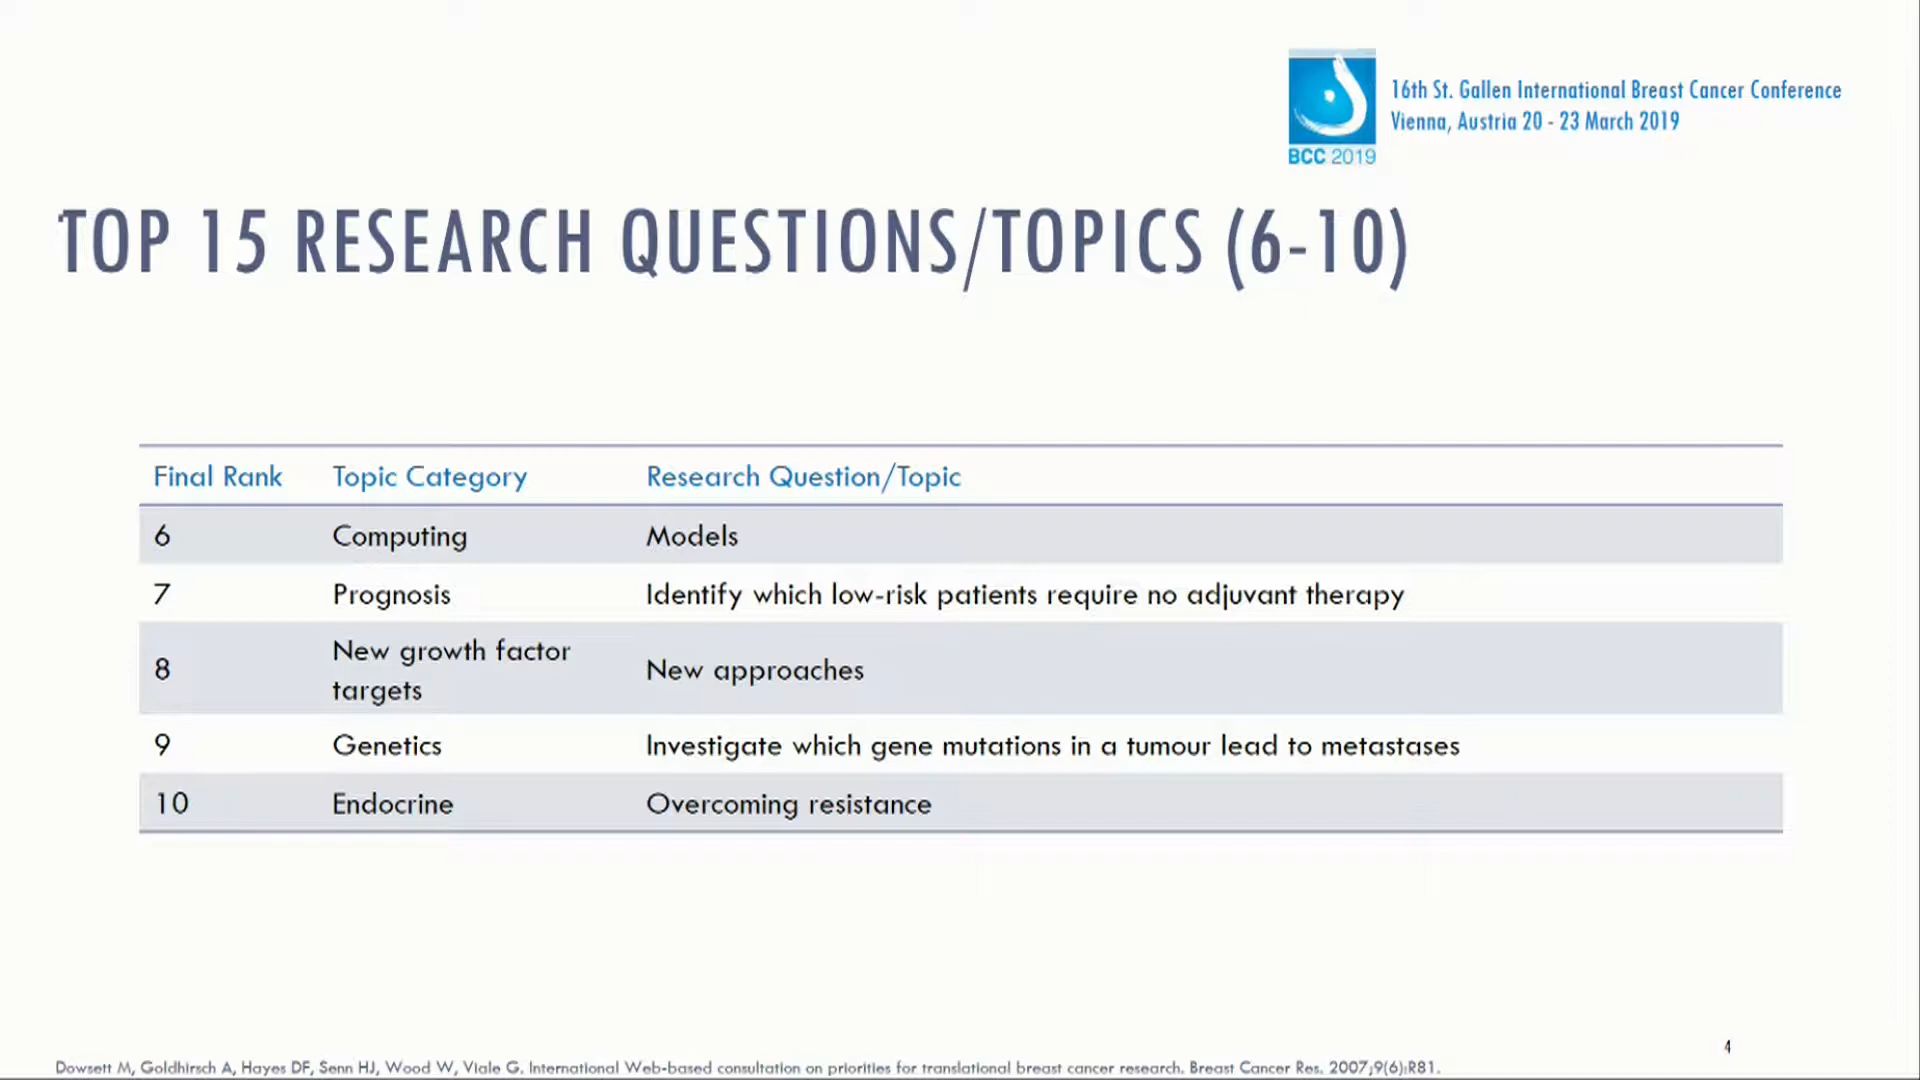 16th St. Gallen International Breast Cancer Conference
Vienna, Austria 20 - 23 March 2019
BCC 2019
TOP 15 RESEARCH QUESTIONS/TOPICS (6-10)
Final Rank Topic Category Research Question/Topic
6 Computing Models
7 Prognosis Identify which low-risk patients require no adjuvant therapy
8 New growth factor targets New approaches
9 Genetics Investigate which gene mutations in a tumour lead to metastases
10 Endocrine Overcoming resistance
4
Dowsett M, Goldhirsch A, Hayes DF, Senn HJ, Wood W, Viale G. International Web-based consultation on priorities for translational breast cancer research. Breast Cancer Res. 2007;9(6):R81.